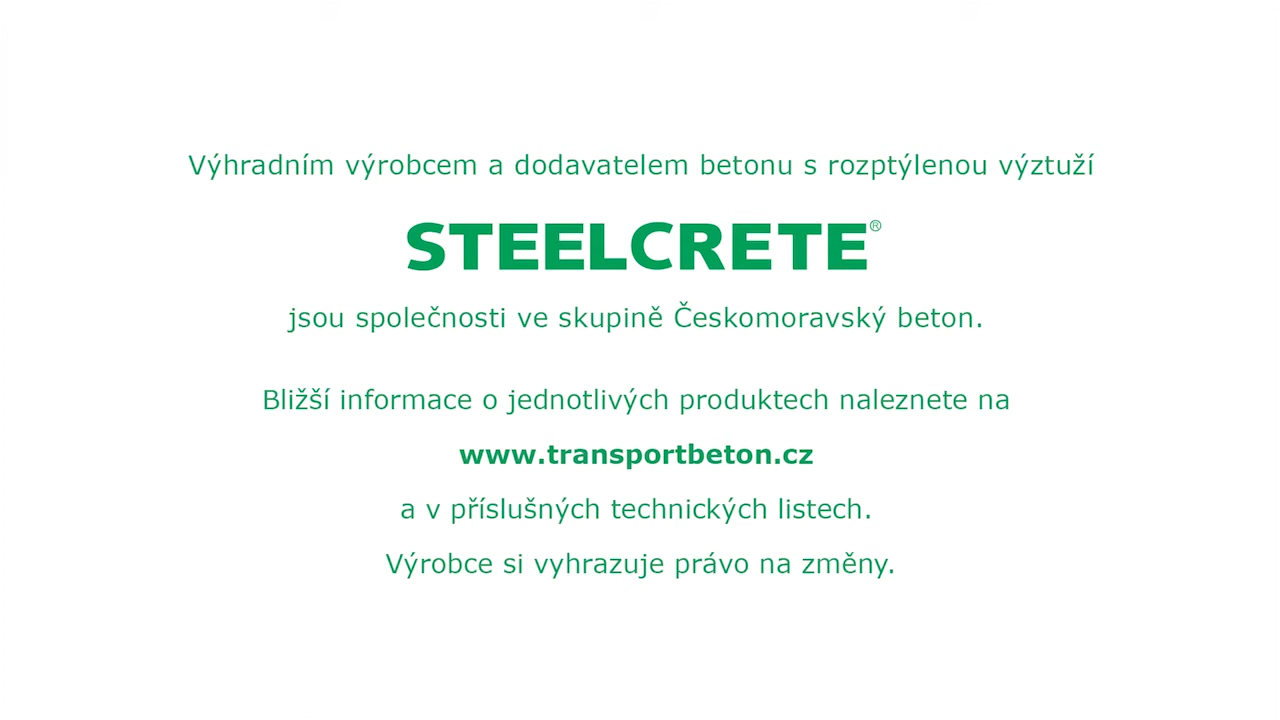 Výhradním výrobcem a dodavatelem betonu s rozptýlenou výztuží
STEELCRETE®
jsou společnosti ve skupině Českomoravský beton.
Bližší informace o jednotlivých produktech naleznete na
www.transportbeton.cz
a v příslušných technických listech.
Výrobce si vyhrazuje právo na změny.